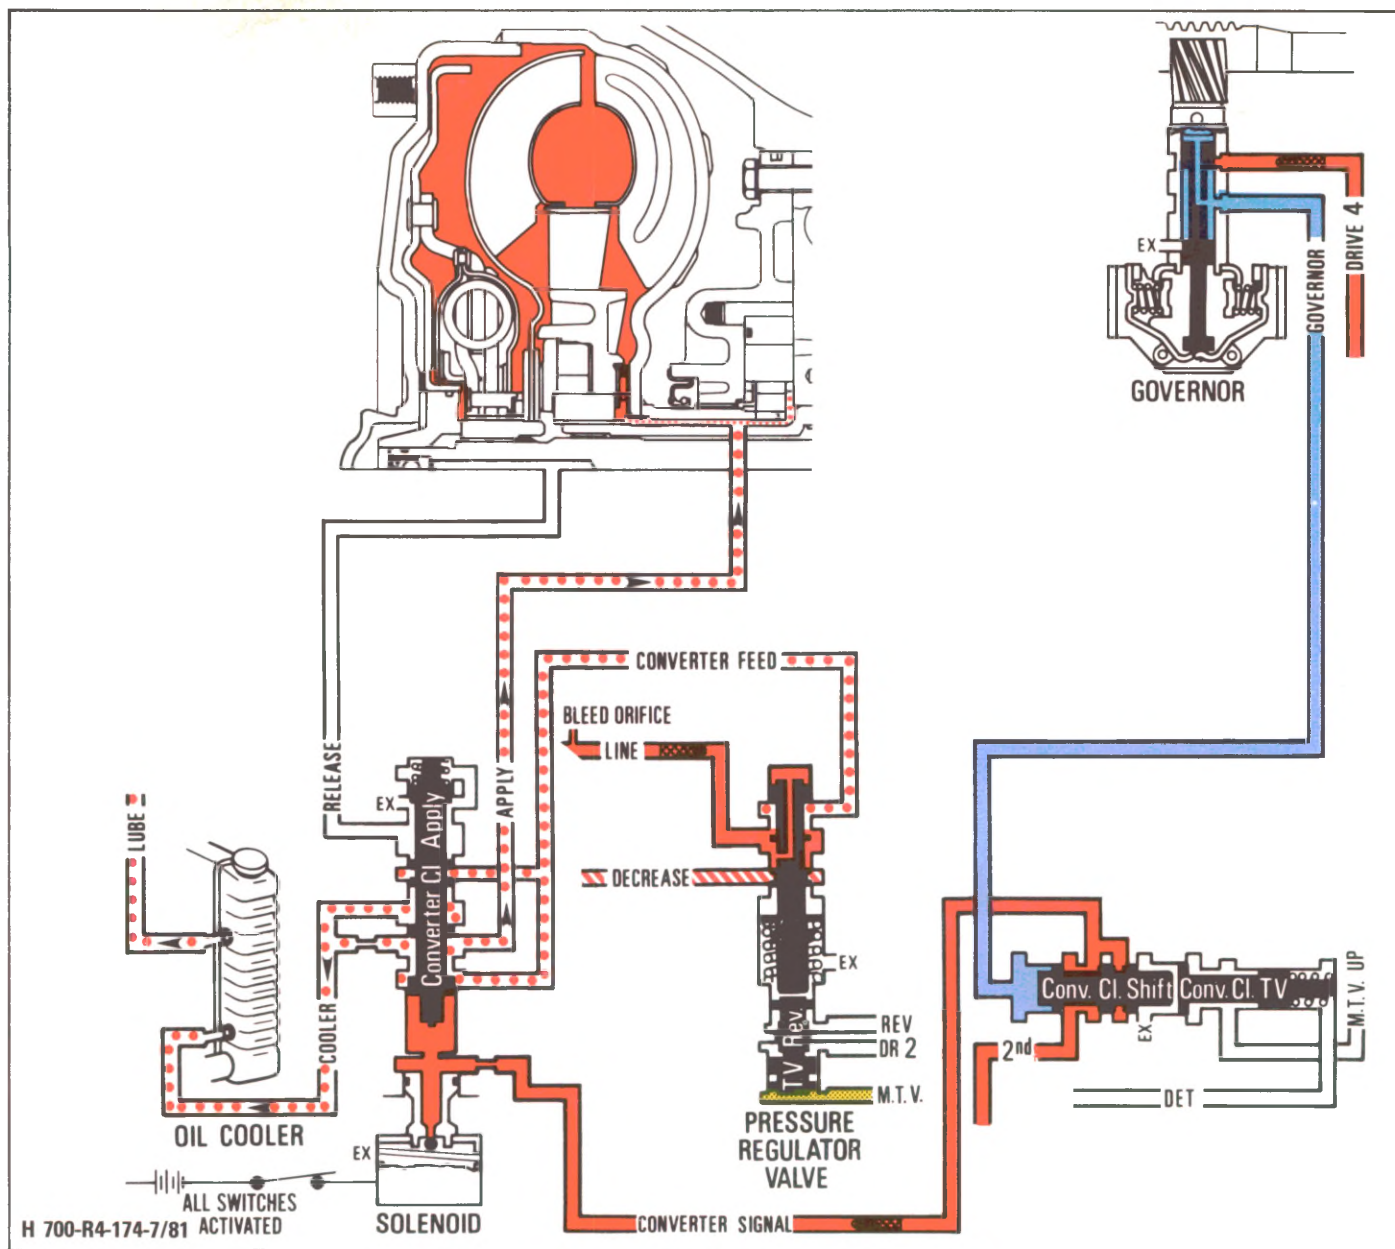 EX
GOVERNOR
DRIVE 4
GOVERNOR
CONVERTER FEED
BLEED ORIFICE
LINE
RELEASE
APPLY
EX
Converter Cl Apply
LUBE
DECREASE
EX
COOLER
TV Rev.
REV
DR 2
M.T.V.
Conv. Cl. Shift
Conv. Cl. TV
M.T.V. UP
EX
2nd
DET
OIL COOLER
PRESSURE
REGULATOR
VALVE
EX
ALL SWITCHES
ACTIVATED
SOLENOID
CONVERTER SIGNAL
H 700-R4-174-7/81